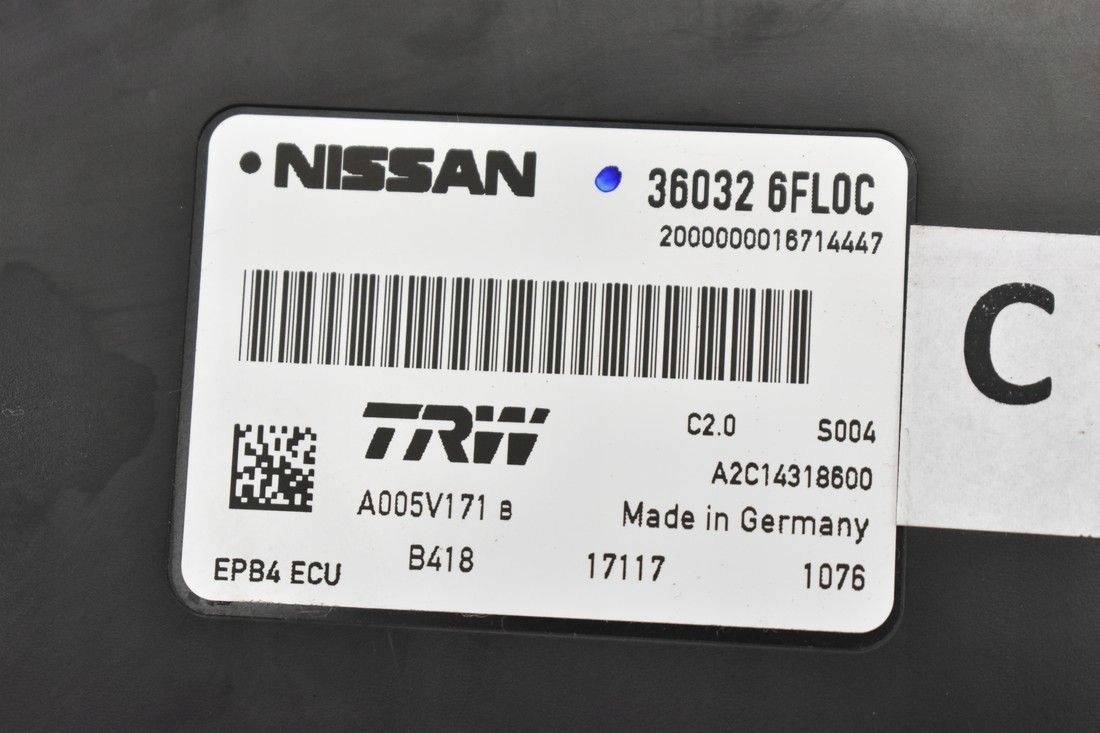 NISSAN 36032 6FL0C
2000000016714447
C
TRW C2.0 S004
A2C14318600
A005V171 B Made in Germany
EPB4 ECU B418 17117 1076